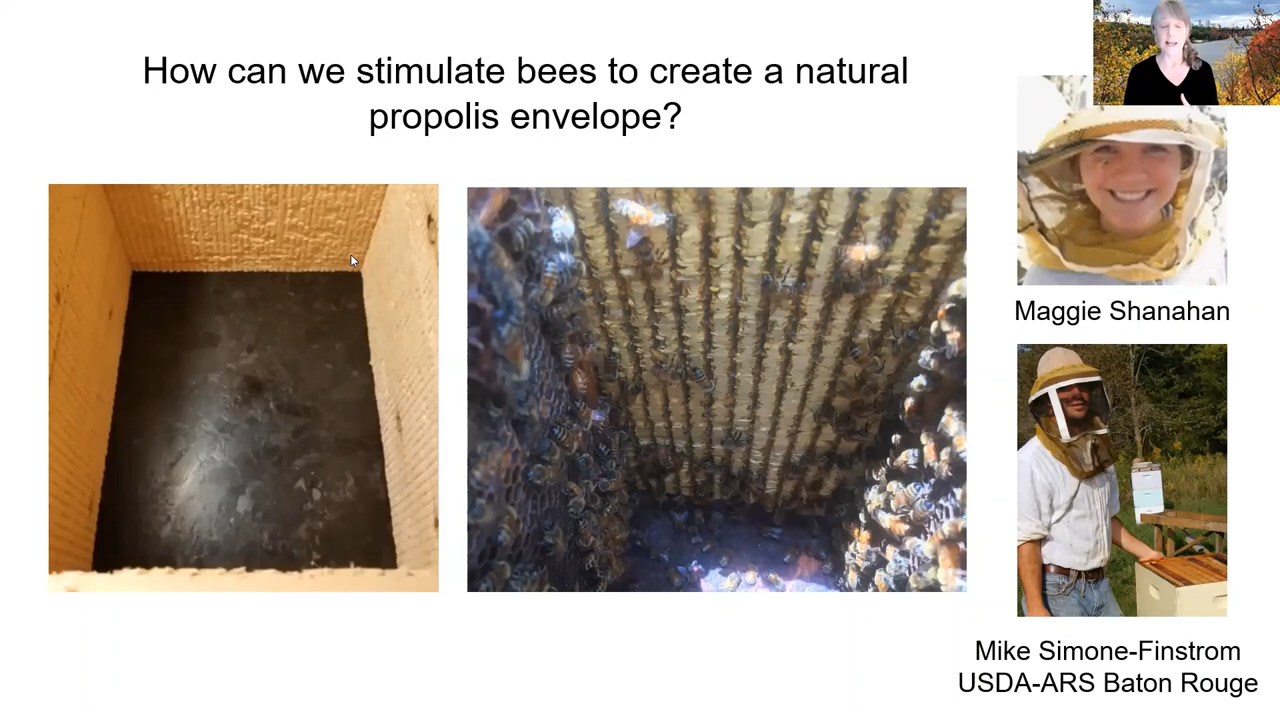 How can we stimulate bees to create a natural
propolis envelope?
Maggie Shanahan
Mike Simone-Finstrom
USDA-ARS Baton Rouge